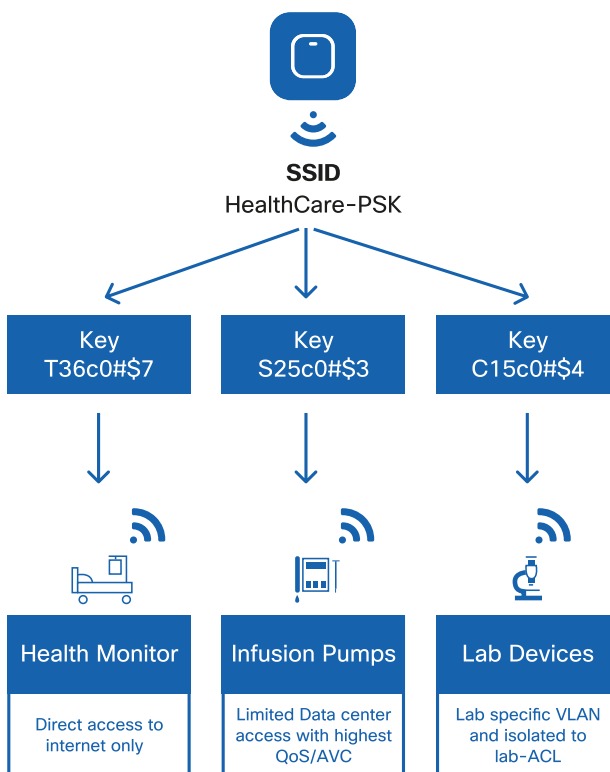 SSID
HealthCare-PSK
Key
T36c0#$7
Key
S25c0#$3
Key
C15c0#$4
Health Monitor
Direct access to
internet only
Infusion Pumps
Limited Data center
access with highest
QoS/AVC
Lab Devices
Lab specific VLAN
and isolated to
lab-ACL